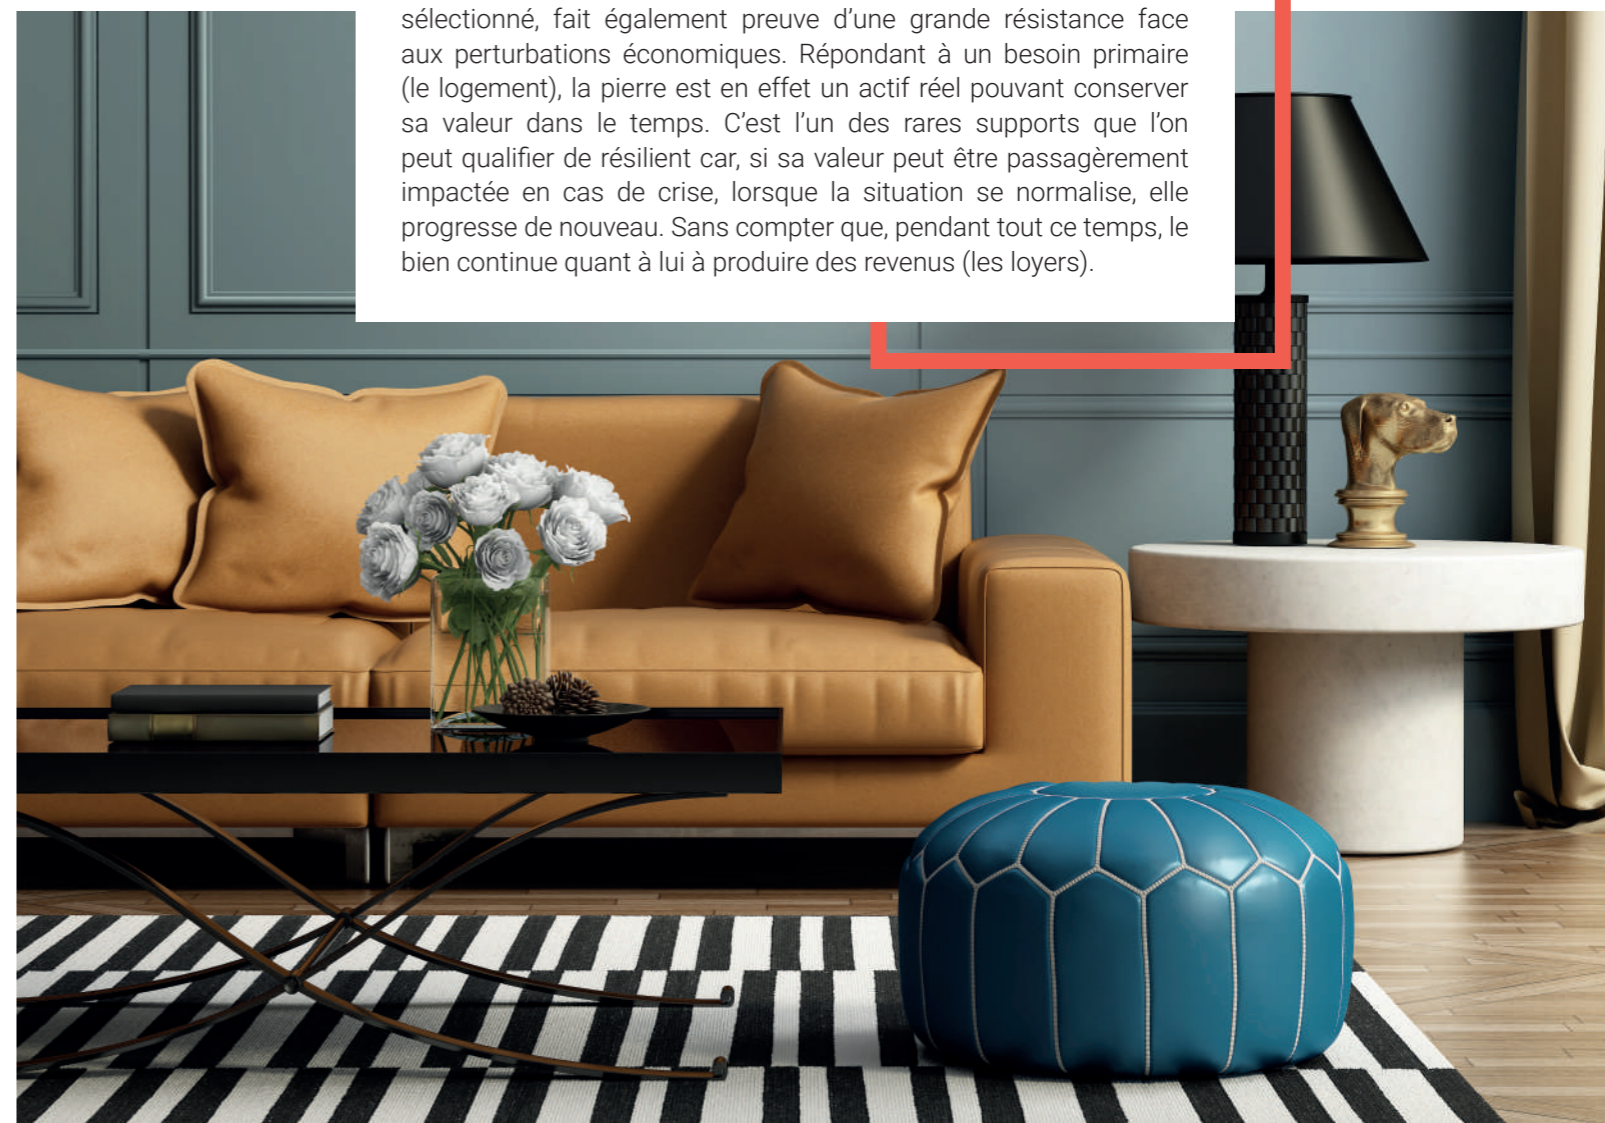 sélectionné, fait également preuve d’une grande résistance face
aux perturbations économiques. Répondant à un besoin primaire
(le logement), la pierre est en effet un actif réel pouvant conserver
sa valeur dans le temps. C’est l’un des rares supports que l’on
peut qualifier de résilient car, si sa valeur peut être passagèrement
impactée en cas de crise, lorsque la situation se normalise, elle
progresse de nouveau. Sans compter que, pendant tout ce temps, le
bien continue quant à lui à produire des revenus (les loyers).